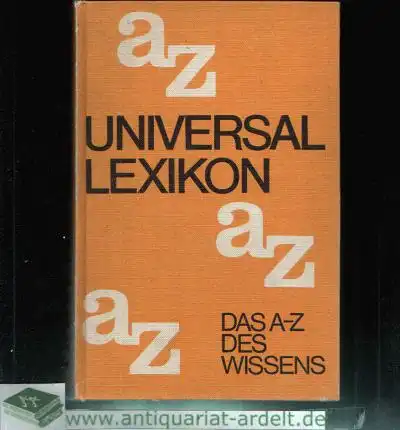 az
UNIVERSAL
LEXIKON
az
az
DAS A-Z
DES
WISSENS
www.antiquariat-ardelt.de